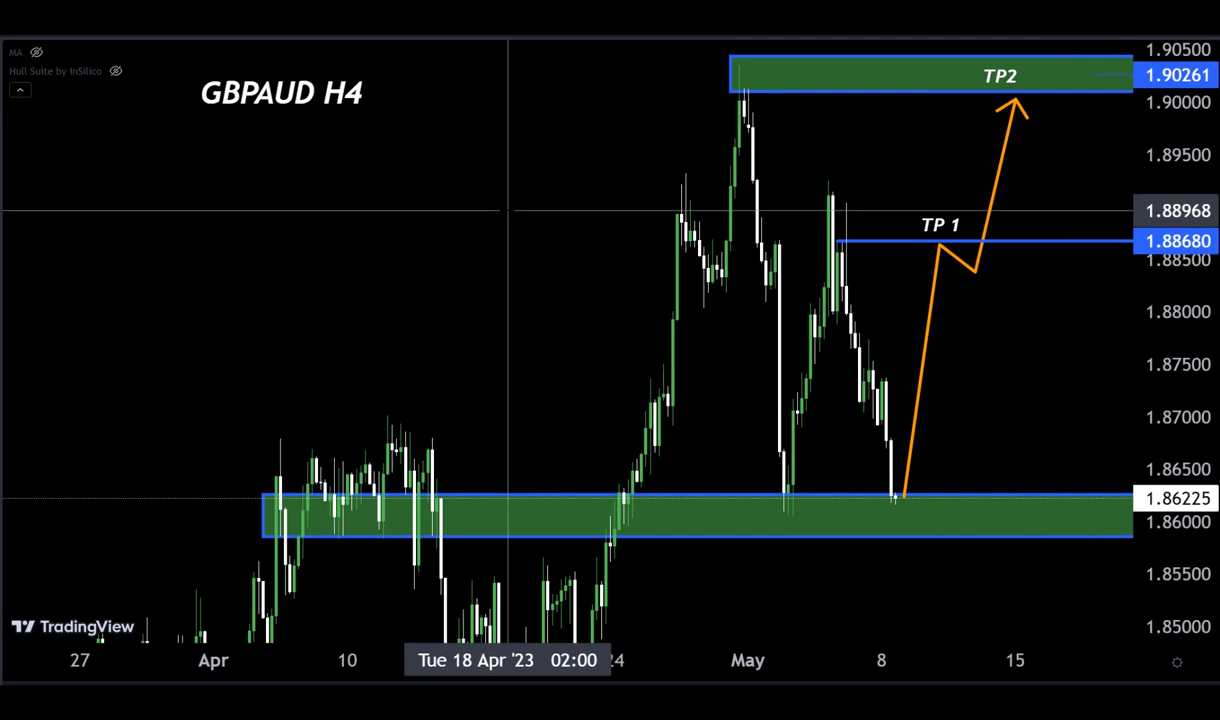 MA
Hull Suite by InSilico
GBPAUD H4
TP2
TP 1
1.90500
1.90261
1.90000
1.89500
1.88968
1.88680
1.88500
1.88000
1.87500
1.87000
1.86500
1.86225
1.86000
1.85500
1.85000
TradingView
27
Apr
10
Tue 18 Apr '23 02:00
24
May
8
15